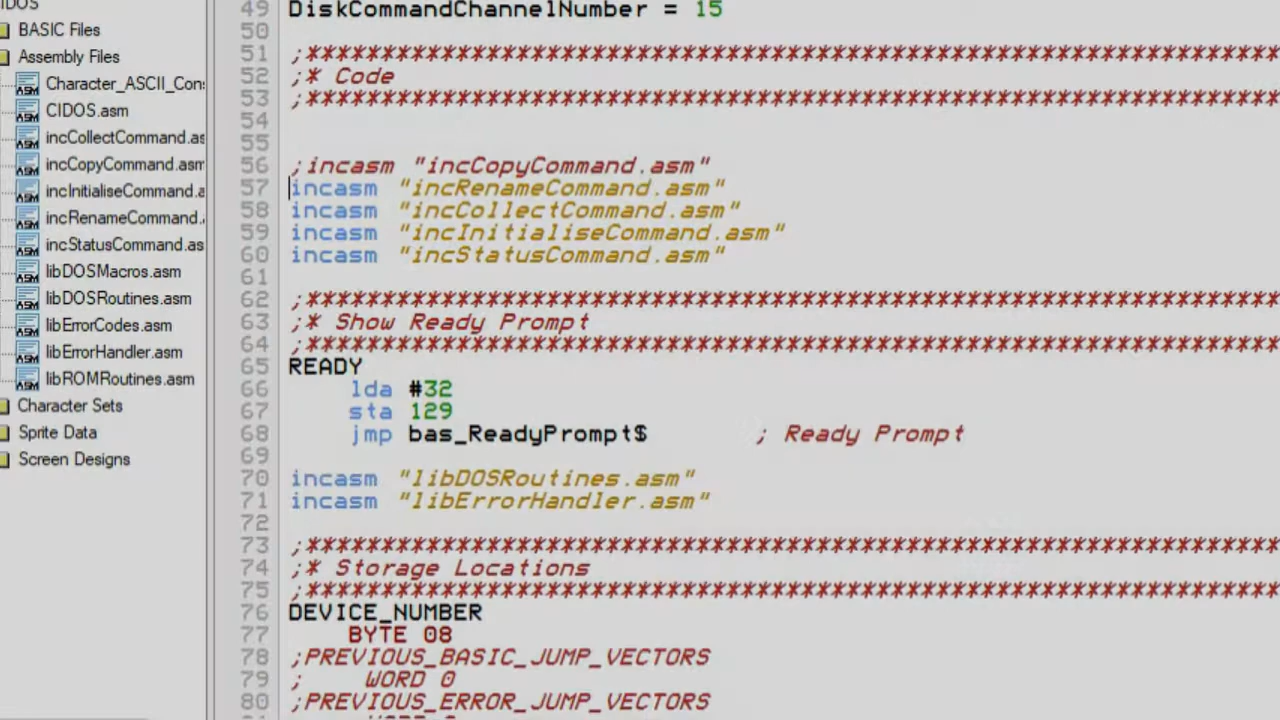 IDOS
BASIC Files
Assembly Files
Character_ASCII_Cons
CIDOS.asm
incCollectCommand.as
incCopyCommand.asm
incInitialiseCommand.a
incRenameCommand.
incStatusCommand.as
libDOSMacros.asm
libDOSRoutines.asm
libErrorCodes.asm
libErrorHandler.asm
libROMRoutines.asm
Character Sets
Sprite Data
Screen Designs
49 DiskCommandChannelNumber = 15
50
51 ;******************************************************************
52 ;* Code
53 ;******************************************************************
54
55
56 ;incasm "incCopyCommand.asm"
57 incasm "incRenameCommand.asm"
58 incasm "incCollectCommand.asm"
59 incasm "incInitialiseCommand.asm"
60 incasm "incStatusCommand.asm"
61
62 ;******************************************************************
63 ;* Show Ready Prompt
64 ;******************************************************************
65 READY
66 lda #32
67 sta 129
68 jmp bas_ReadyPrompt$ ; Ready Prompt
69
70 incasm "libDOSRoutines.asm"
71 incasm "libErrorHandler.asm"
72
73 ;******************************************************************
74 ;* Storage Locations
75 ;******************************************************************
76 DEVICE_NUMBER
77 BYTE 08
78 ;PREVIOUS_BASIC_JUMP_VECTORS
79 ; WORD 0
80 ;PREVIOUS_ERROR_JUMP_VECTORS